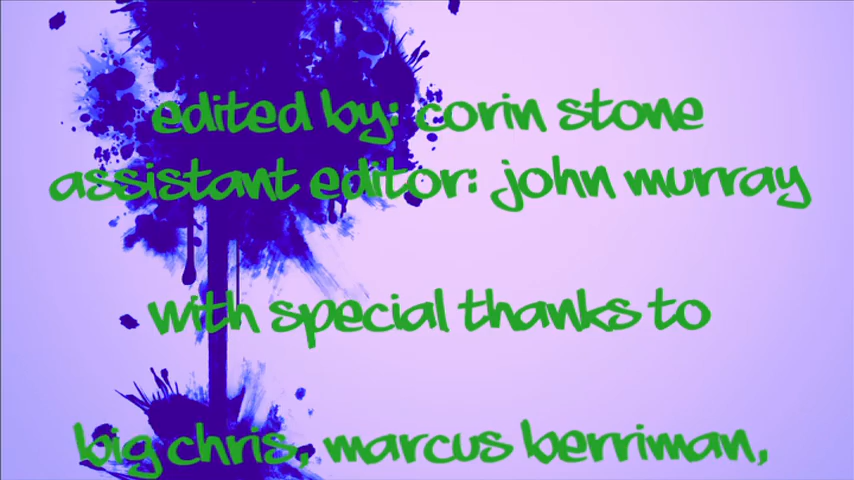 edited by: corin stone
assistant editor: john murray
with special thanks to
big chris, marcus berriman,